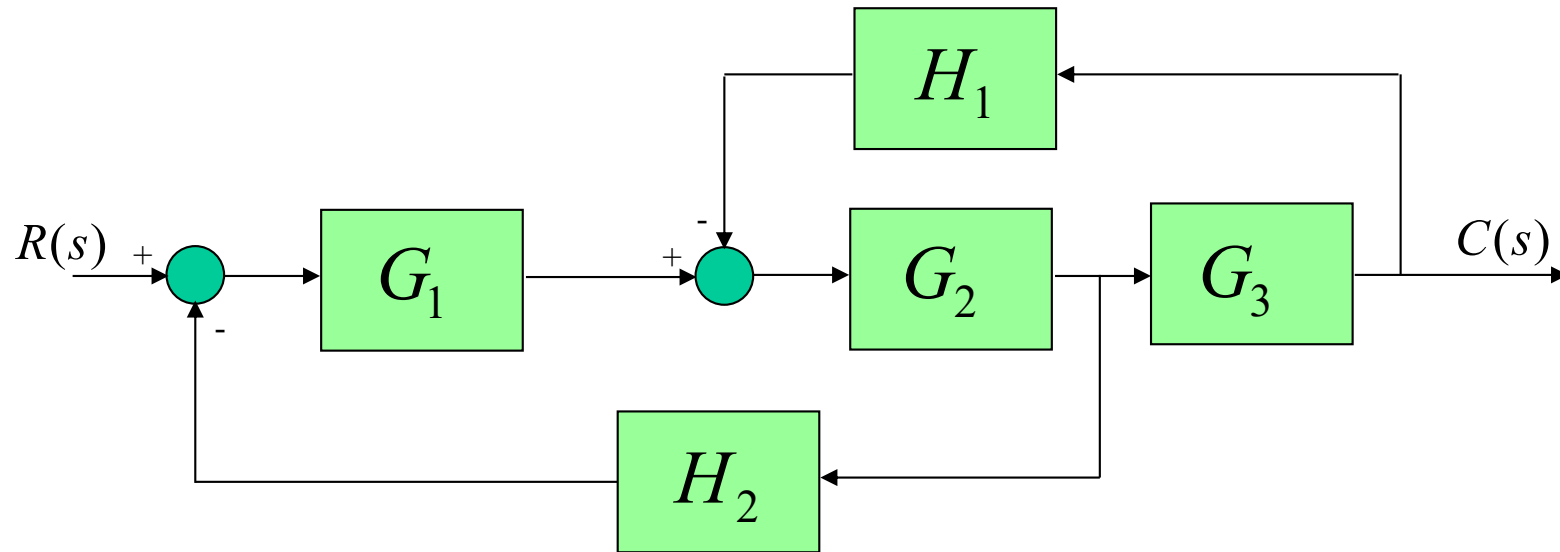 H₁
-
R(s) + G₁ + G₂ G₃ C(s)
-
H₂